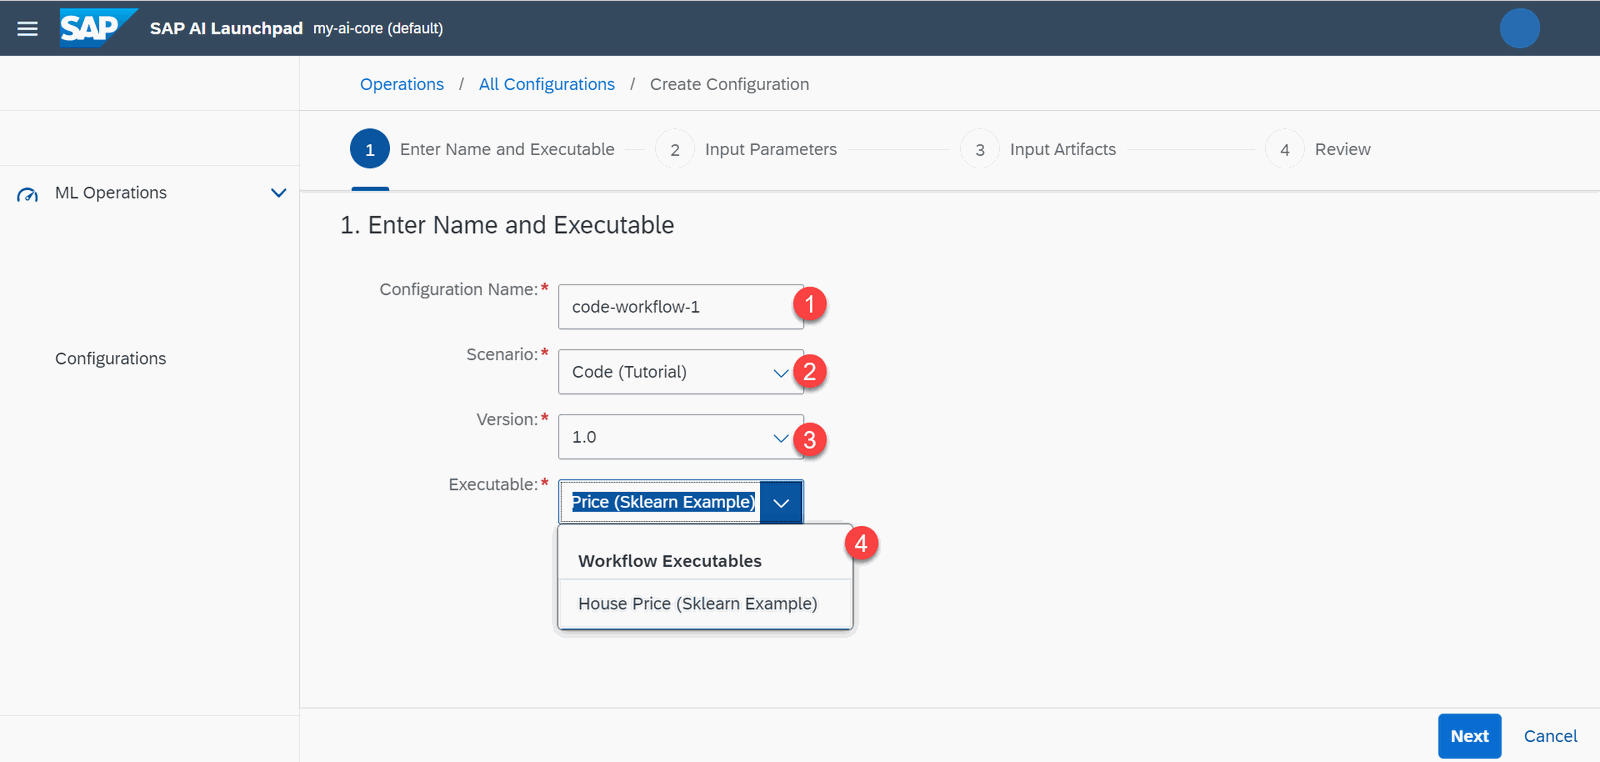 SAP SAP AI Launchpad my-ai-core (default)
Operations / All Configurations / Create Configuration
1 Enter Name and Executable 2 Input Parameters 3 Input Artifacts 4 Review
ML Operations
Configurations
1. Enter Name and Executable
Configuration Name:* code-workflow-1 1
Scenario:* Code (Tutorial) 2
Version:* 1.0 3
Executable:* Price (Sklearn Example)
4
Workflow Executables
House Price (Sklearn Example)
Next Cancel